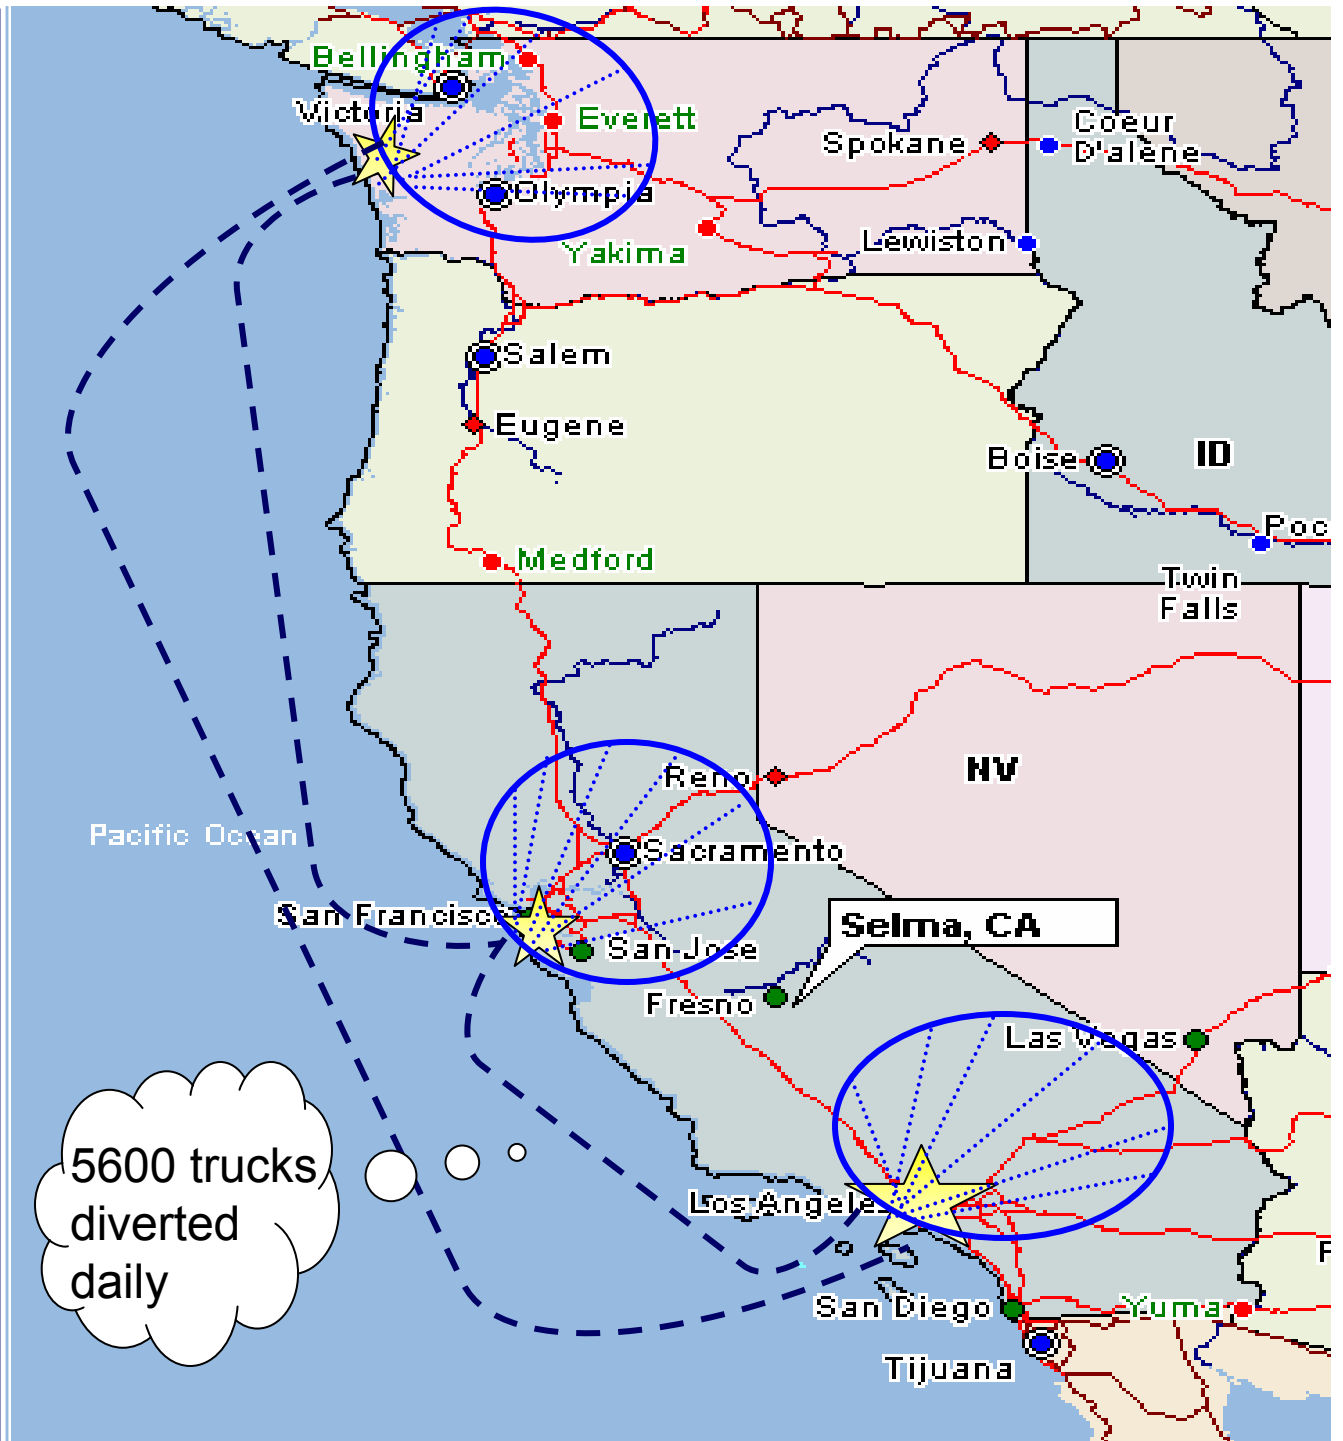 Bellingham
Victoria
Everett
Spokane
Coeur
D'alene
Olympia
Yakima
Lewiston
Salem
Eugene
Boise
ID
Poc
Medford
Twin
Falls
Reno
NV
Pacific Ocean
Sacramento
San Francisco
Selma, CA
San Jose
Fresno
Las Vegas
5600 trucks
diverted
daily
Los Angeles
San Diego
Yuma
Tijuana